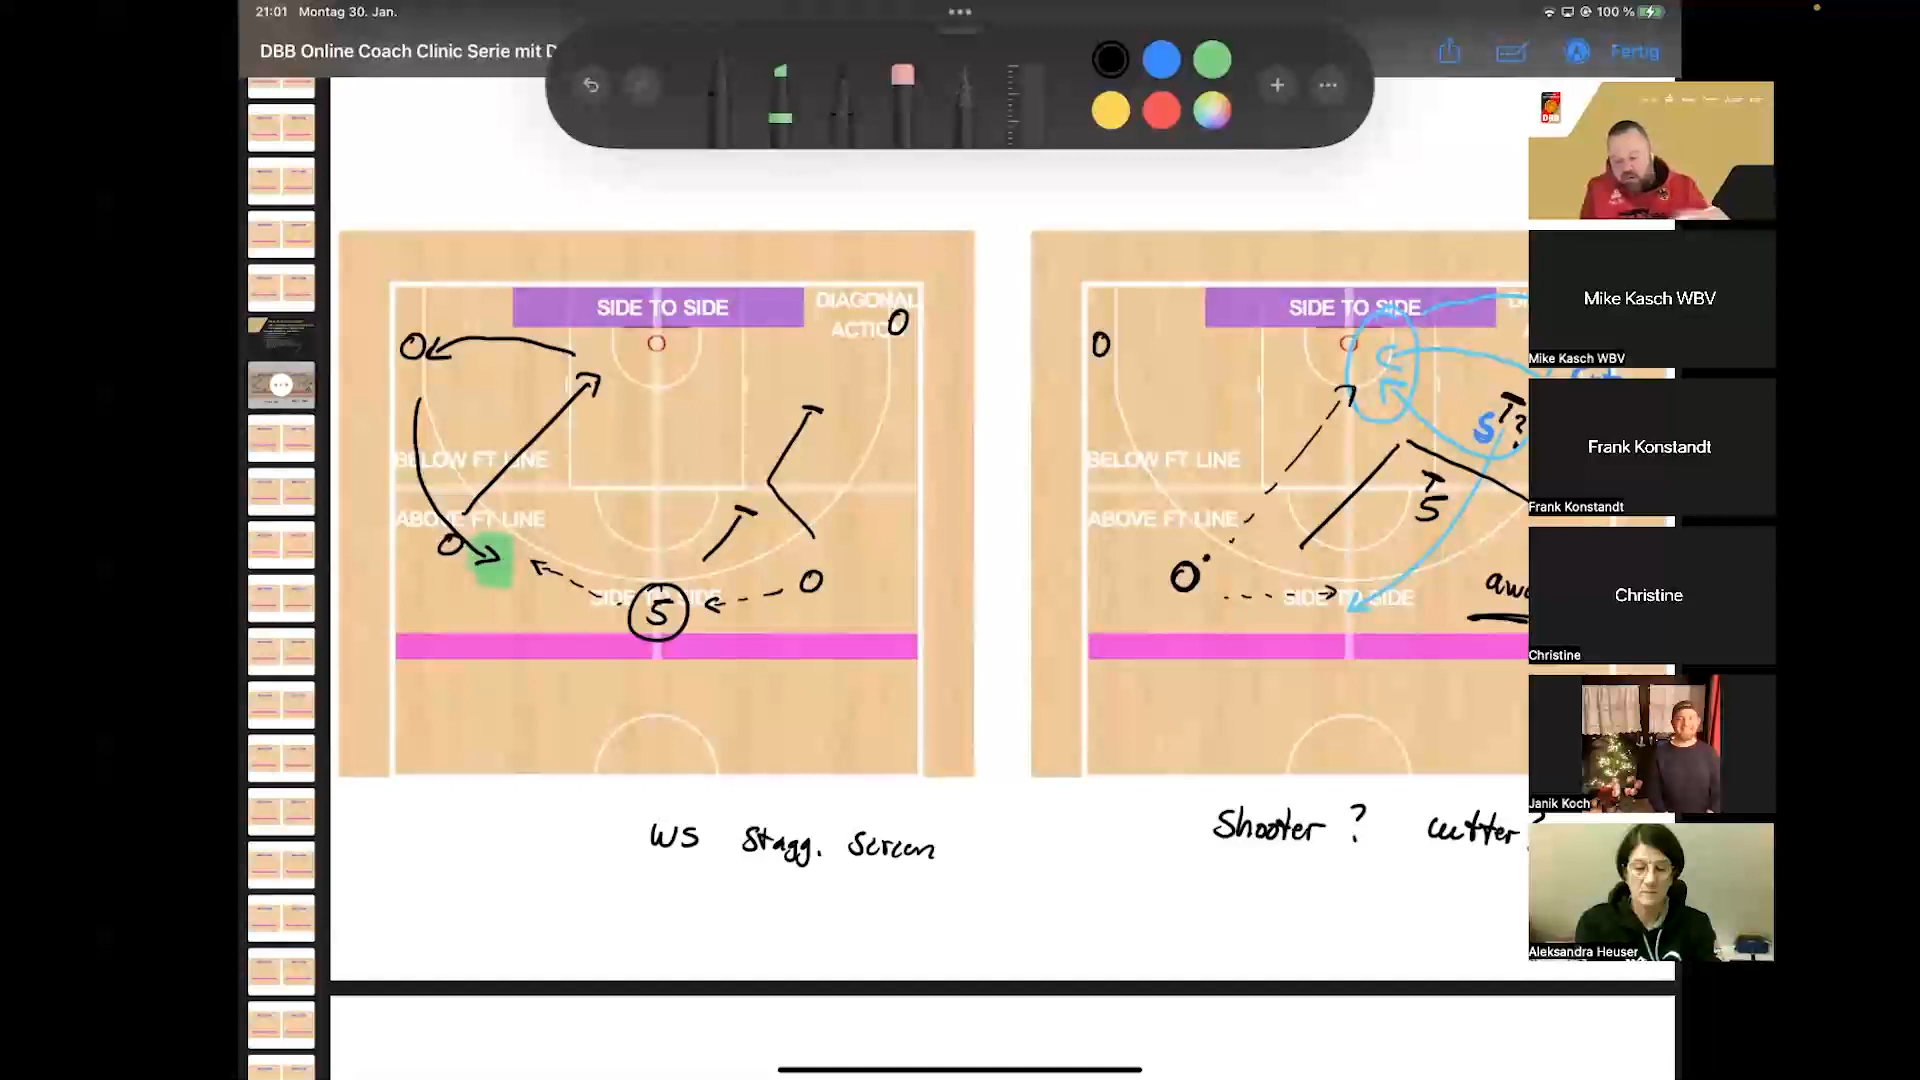 21:01 Montag 30. Jan.
100 %
DBB Online Coach Clinic Serie mit D
Fertig
DBB
SIDE TO SIDE
DIAGONAL
ACTIO
O
O
BELOW FT LINE
ABOVE FT LINE
O
O
5
SIDE TO SIDE
WS Stagg. Screen
SIDE TO SIDE
O
C
S
?
BELOW FT LINE
5
ABOVE FT LINE
O
SIDE TO SIDE
Shooter ? cutter ?
Mike Kasch WBV
Mike Kasch WBV
Frank Konstandt
Frank Konstandt
Christine
Christine
Janik Koch
Aleksandra Heuser